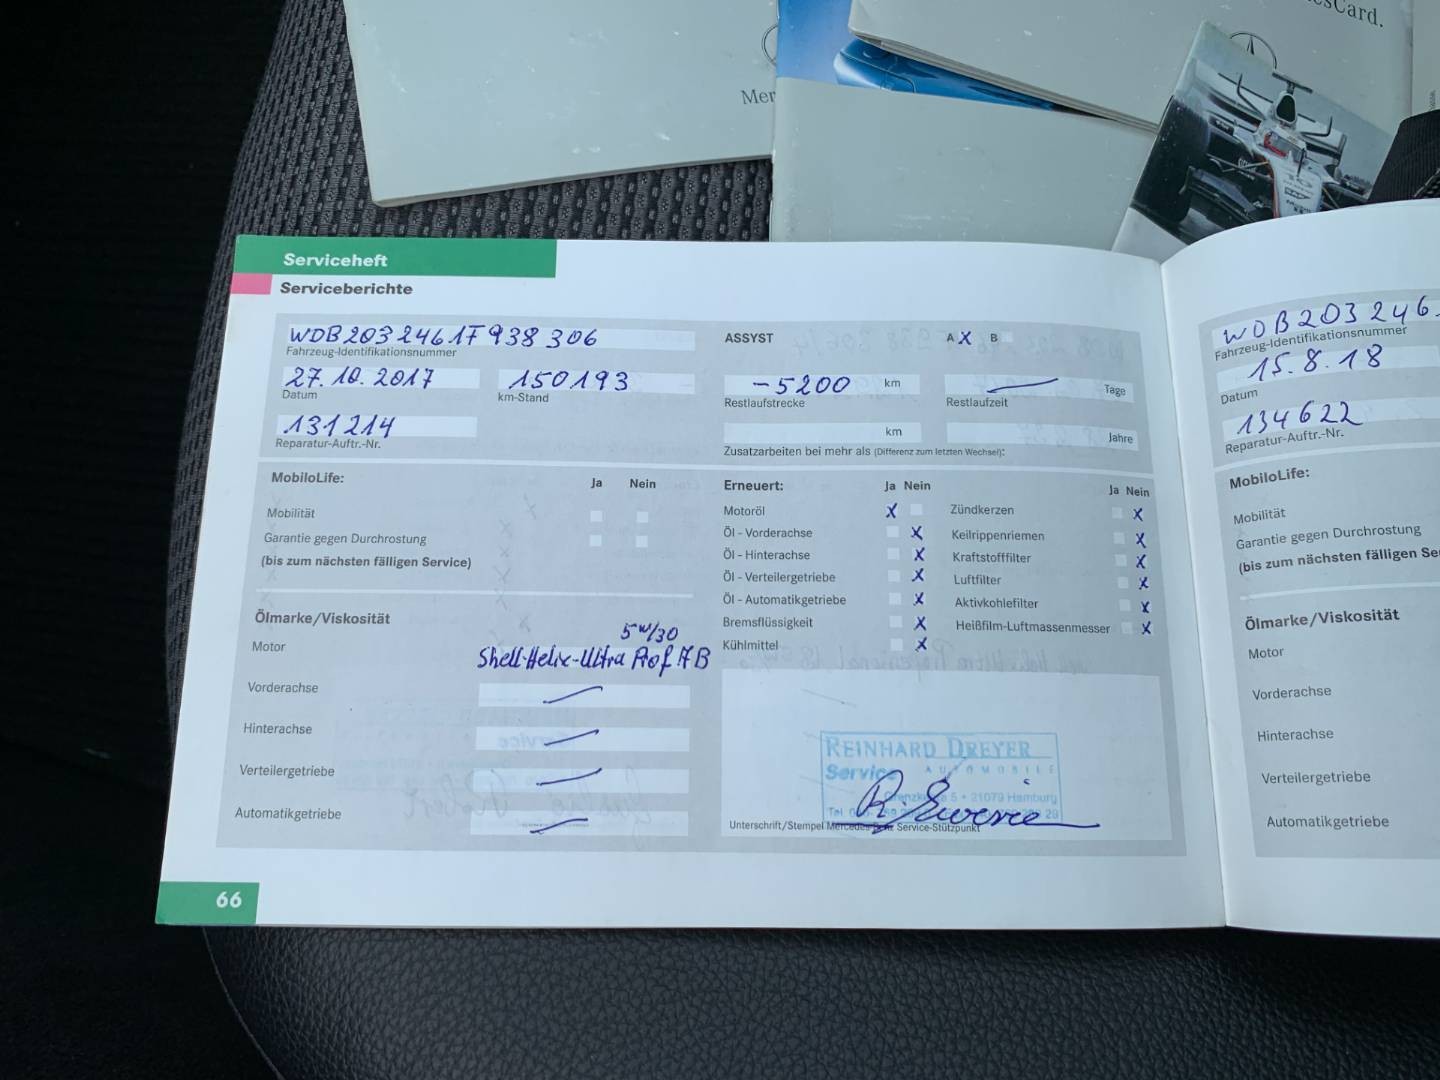 esCard.
Mer
Serviceheft
Serviceberichte
WDB2032461F938306
Fahrzeug-Identifikationsnummer
27.10.2017 150193
Datum km-Stand
131214
Reparatur-Auftr.-Nr.
ASSYST A X B
-5200 km — Tage
Restlaufstrecke Restlaufzeit
km Jahre
Zusatzarbeiten bei mehr als (Differenz zum letzten Wechsel):
MobiloLife: Ja Nein
Mobilität
Garantie gegen Durchrostung
(bis zum nächsten fälligen Service)
Erneuert: Ja Nein Ja Nein
Motoröl X Zündkerzen X
Öl - Vorderachse X Keilrippenriemen X
Öl - Hinterachse X Kraftstofffilter X
Öl - Verteilergetriebe X Luftfilter X
Öl - Automatikgetriebe X Aktivkohlefilter X
Bremsflüssigkeit X Heißfilm-Luftmassenmesser X
Kühlmittel X
Ölmarke/Viskosität
5W/30
Motor Shell-Helix-Ultra Prof AB
Vorderachse —
Hinterachse —
Verteilergetriebe —
Automatikgetriebe —
REINHARD DREYER
Service AUTOMOBILE
5 • 21079 Hamburg
Unterschrift/Stempel Mercedes-Benz Service-Stützpunkt
66
WDB203246
Fahrzeug-Identifikationsnummer
15.8.18
Datum
134622
Reparatur-Auftr.-Nr.
MobiloLife:
Mobilität
Garantie gegen Durchrostung
(bis zum nächsten fälligen Se
Ölmarke/Viskosität
Motor
Vorderachse
Hinterachse
Verteilergetriebe
Automatikgetriebe